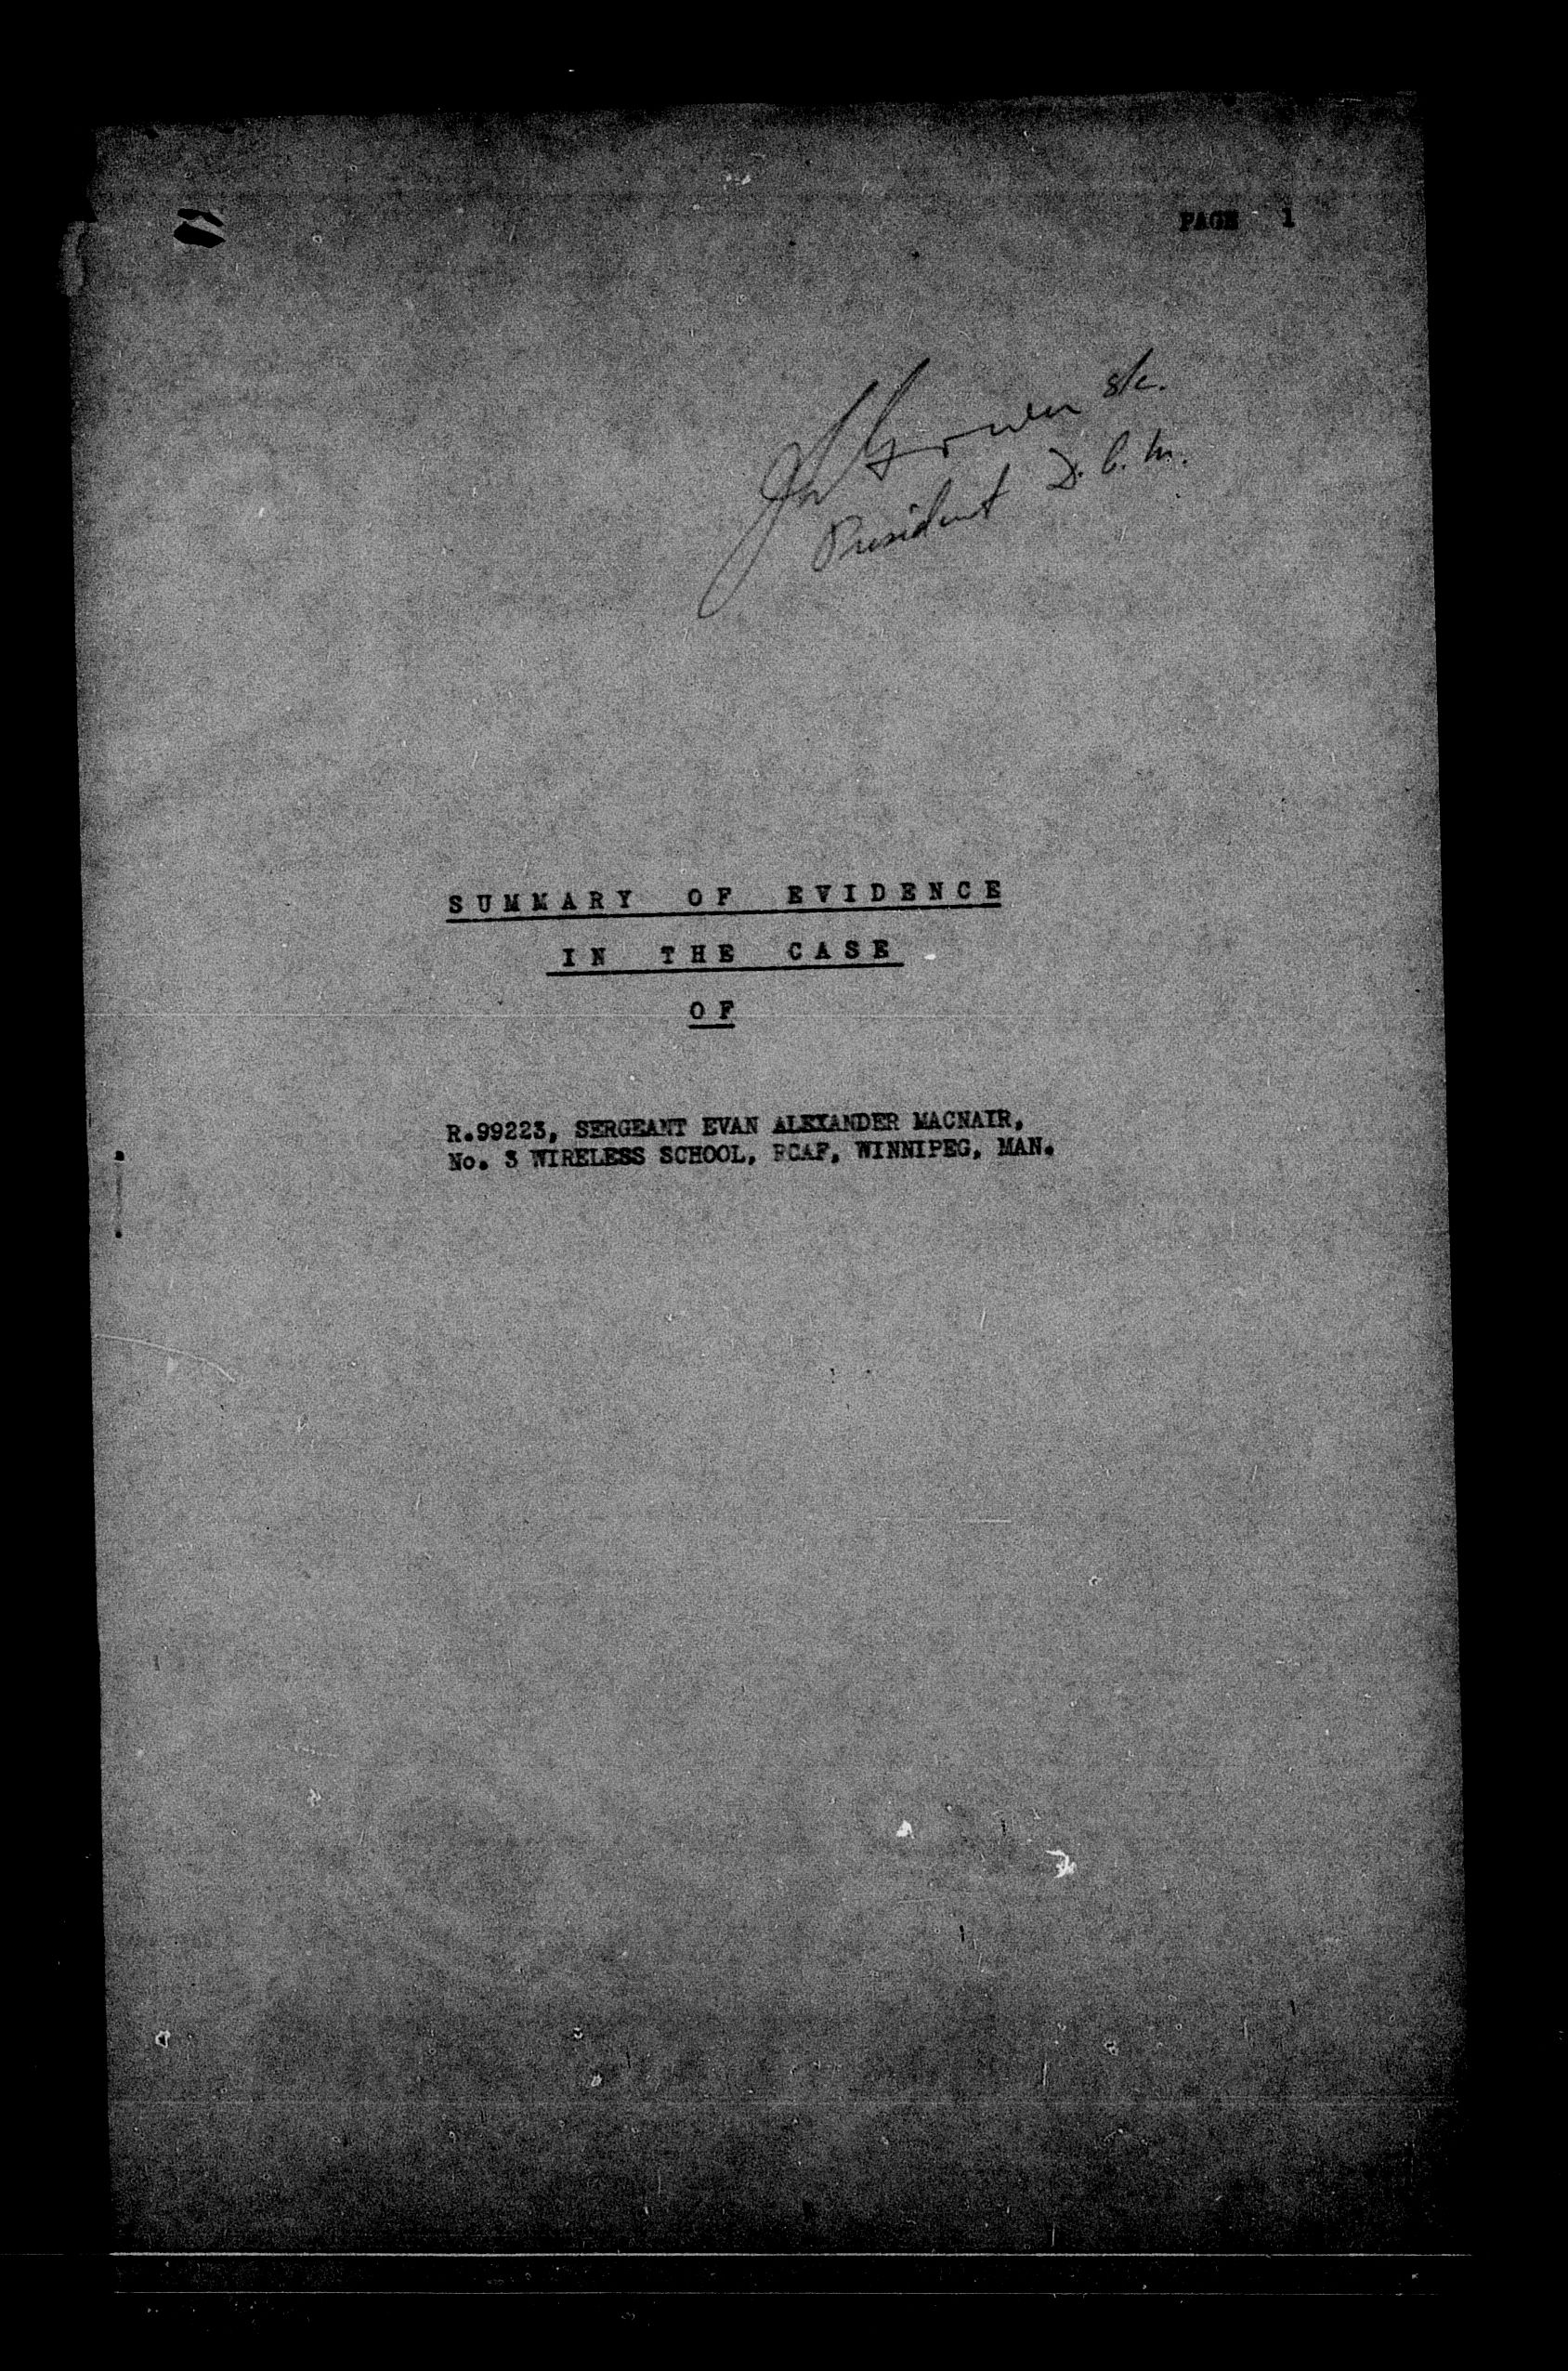 PAGE 1
S/L.
President D.C.M.
SUMMARY OF EVIDENCE
IN THE CASE
OF
R.99223, SERGEANT EVAN ALEXANDER MACNAIR,
No. 3 WIRELESS SCHOOL, RCAF, WINNIPEG, MAN.